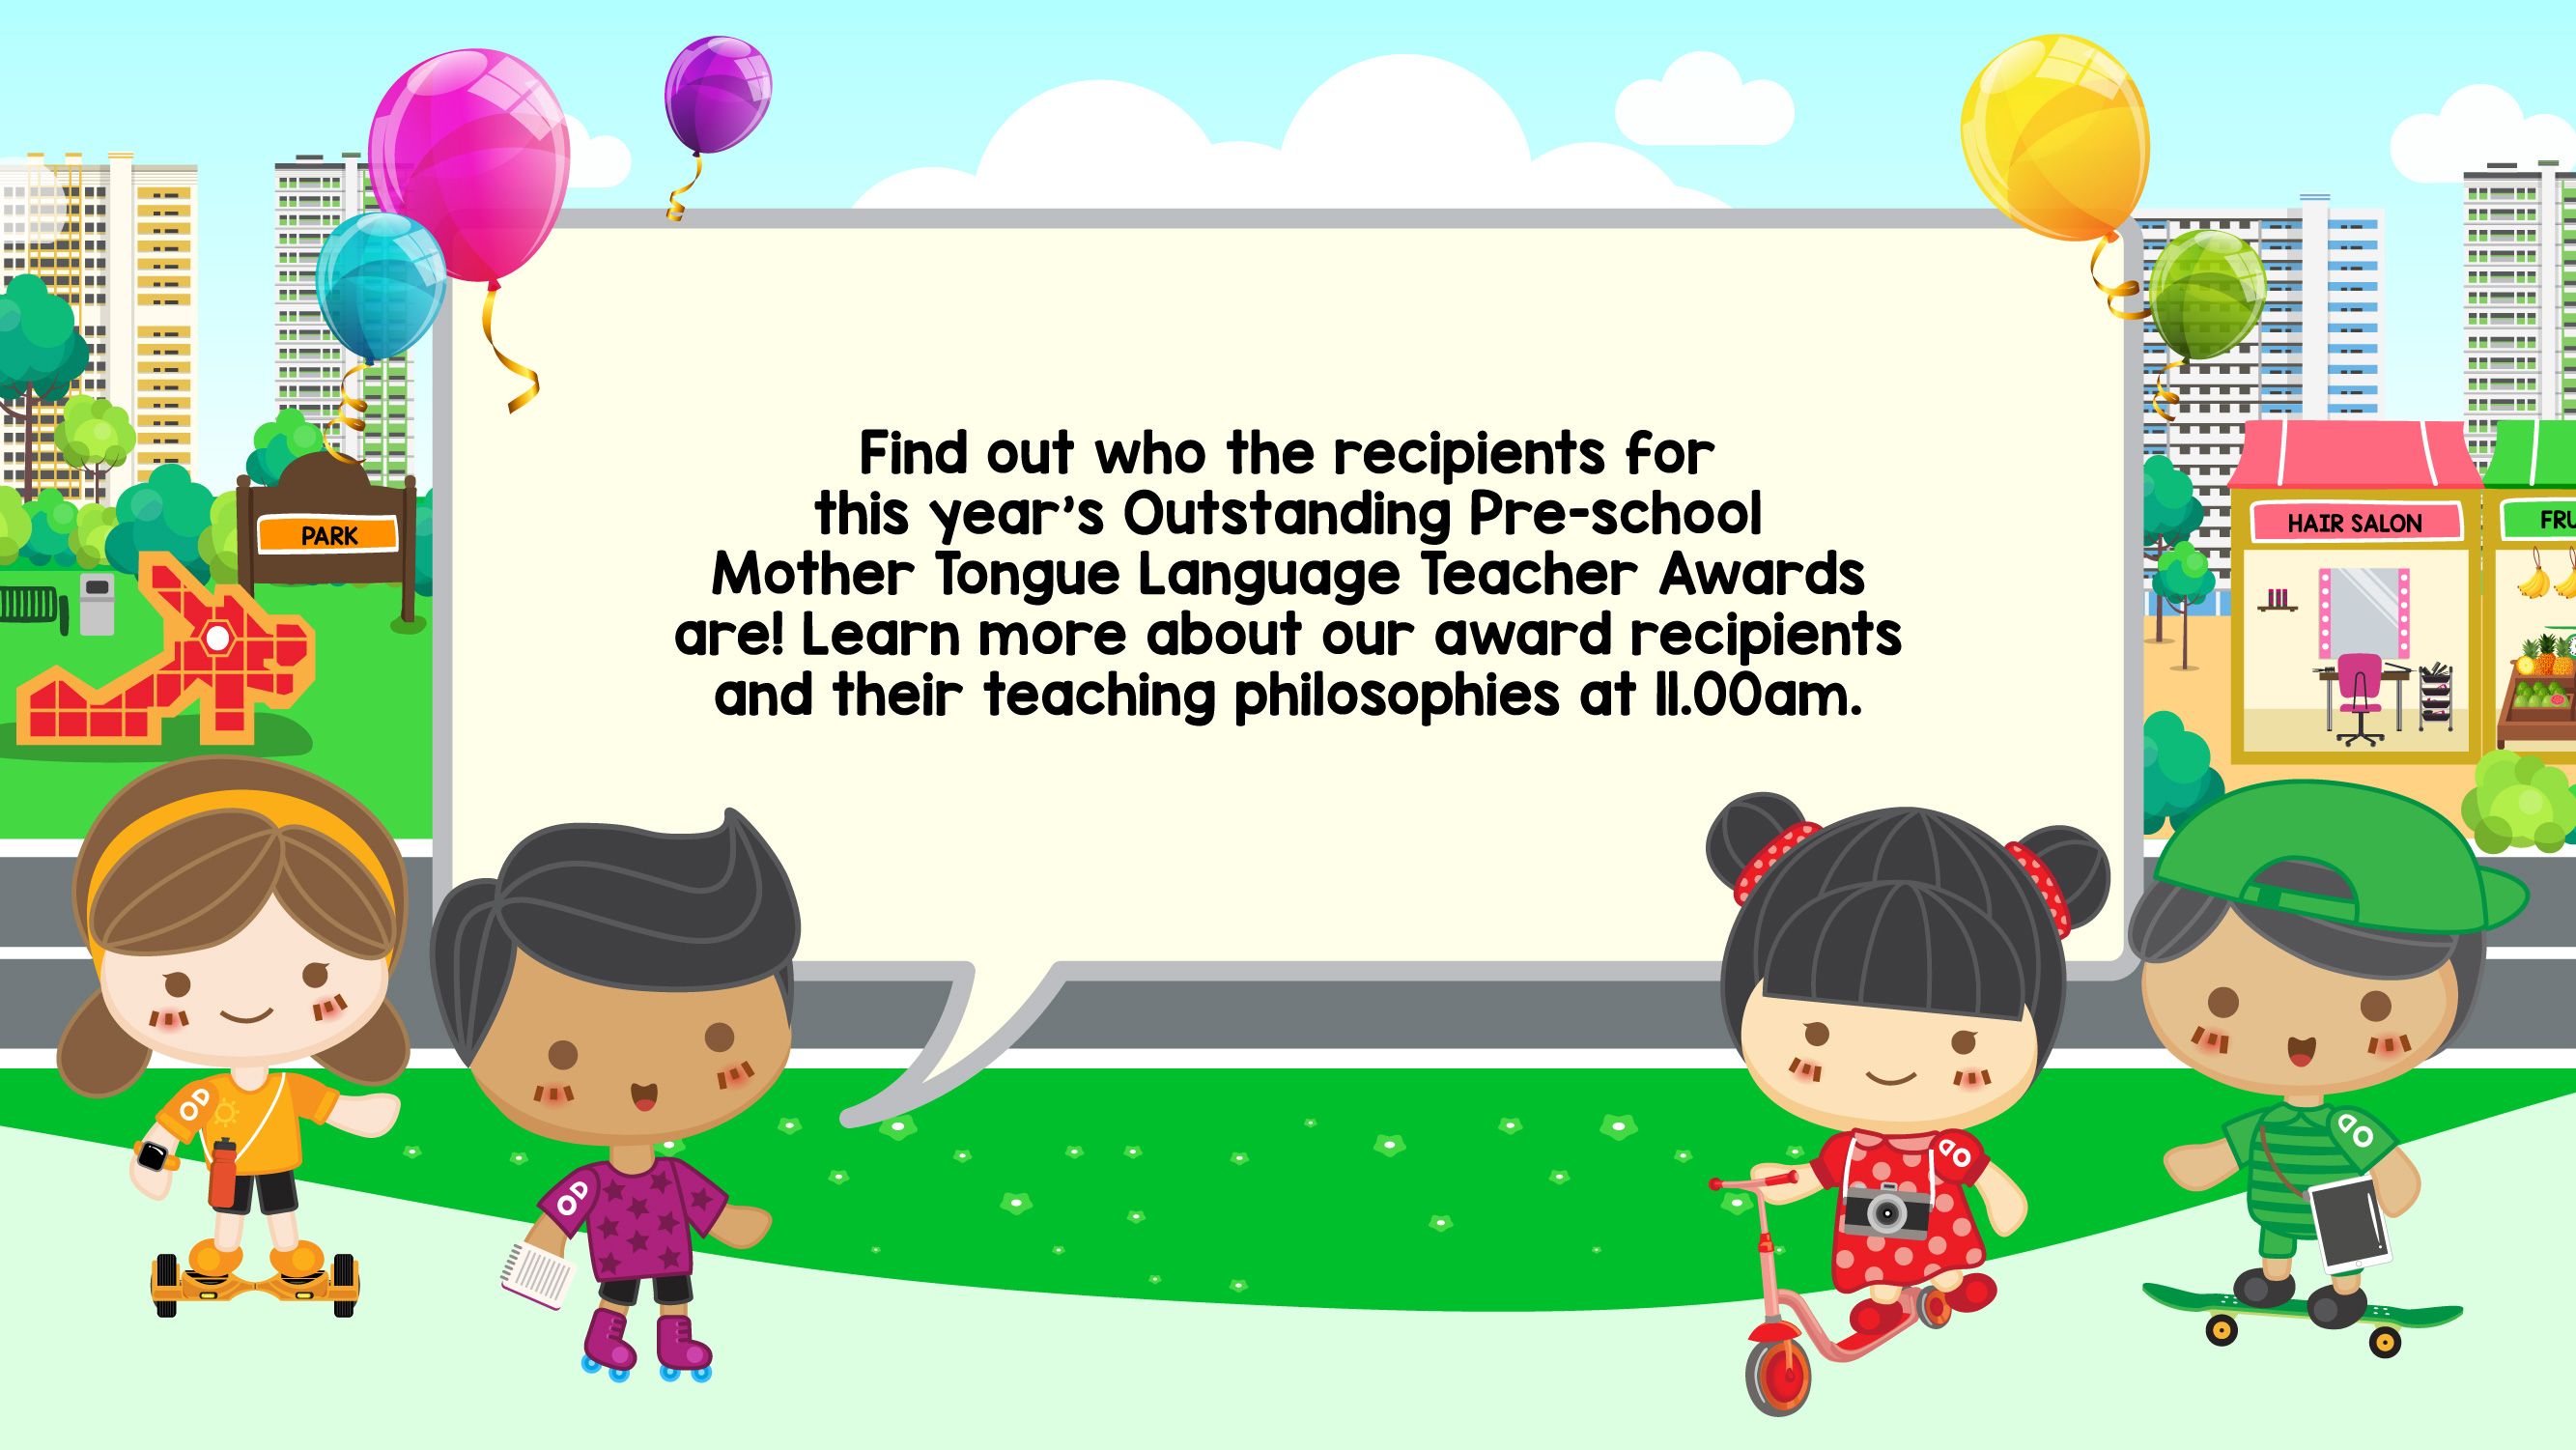 Find out who the recipients for
this year's Outstanding Pre-school
Mother Tongue Language Teacher Awards
are! Learn more about our award recipients
and their teaching philosophies at 11.00am.
PARK
HAIR SALON
FRU
OD
OD
OD
OD